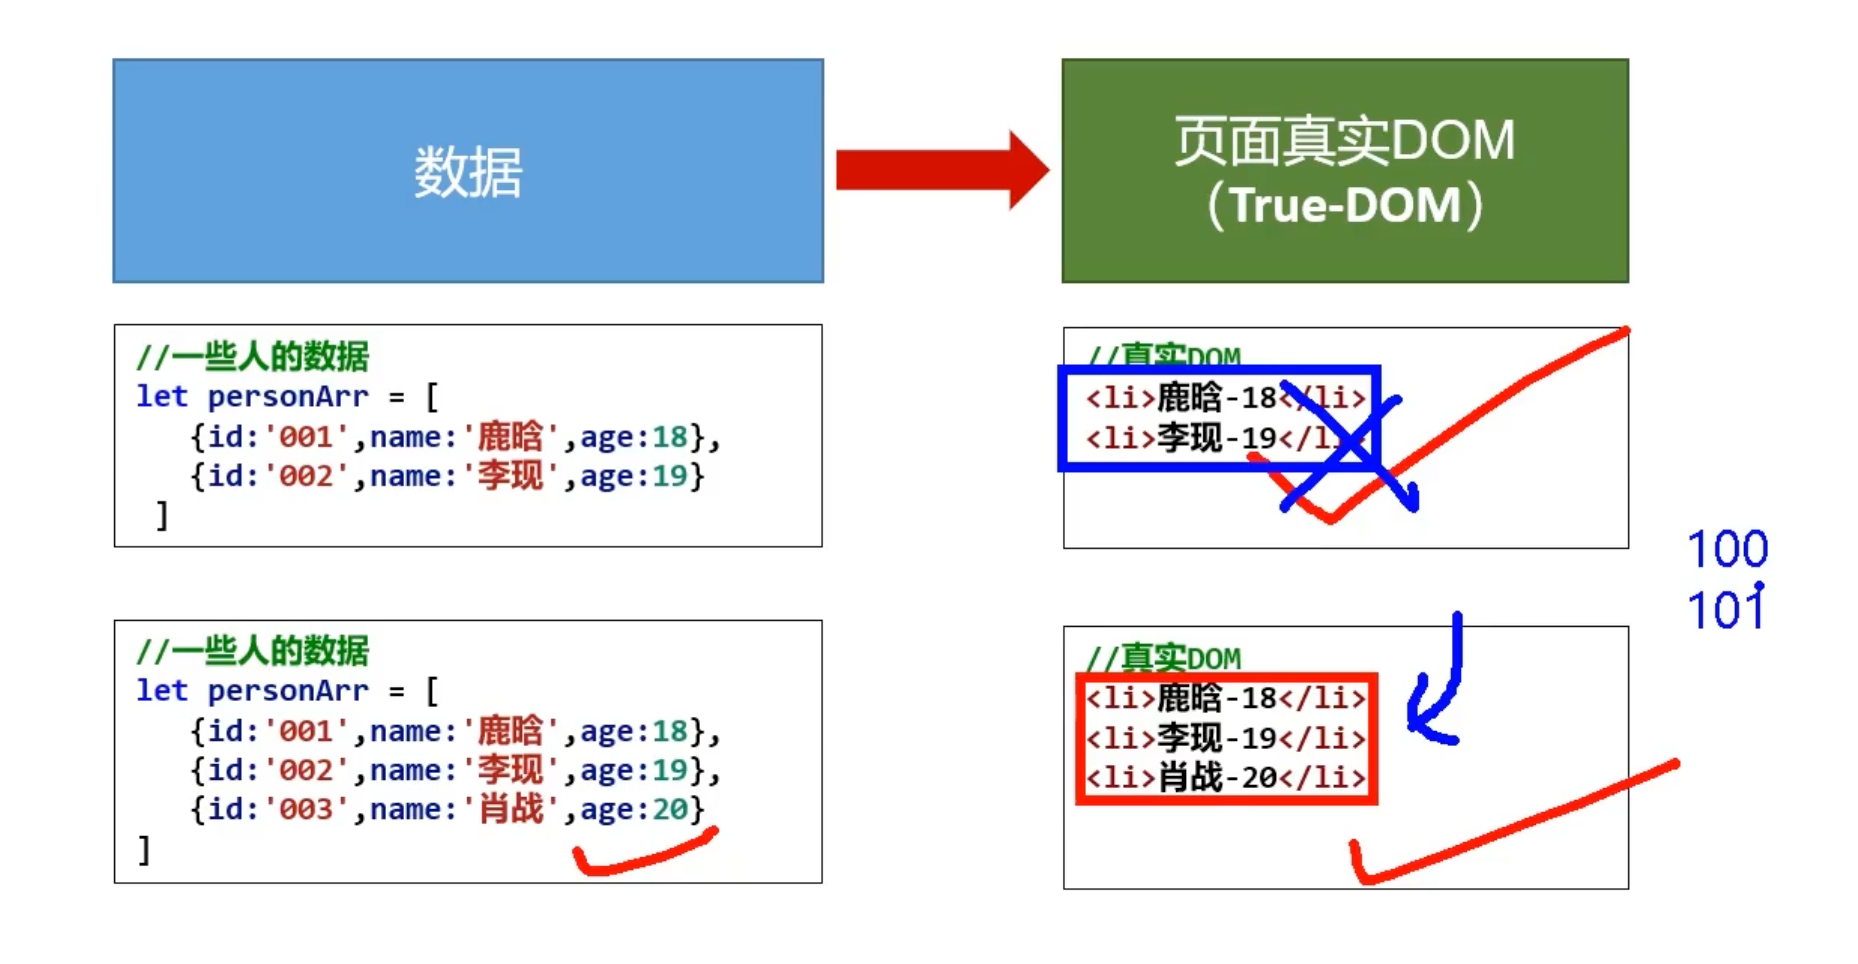 数据
页面真实DOM
（True-DOM）
//一些人的数据
let personArr = [
{id:'001',name:'鹿晗',age:18},
{id:'002',name:'李现',age:19}
]
//真实DOM
<li>鹿晗-18</li>
<li>李现-19</li>
100
101
//一些人的数据
let personArr = [
{id:'001',name:'鹿晗',age:18},
{id:'002',name:'李现',age:19},
{id:'003',name:'肖战',age:20}
]
//真实DOM
<li>鹿晗-18</li>
<li>李现-19</li>
<li>肖战-20</li>